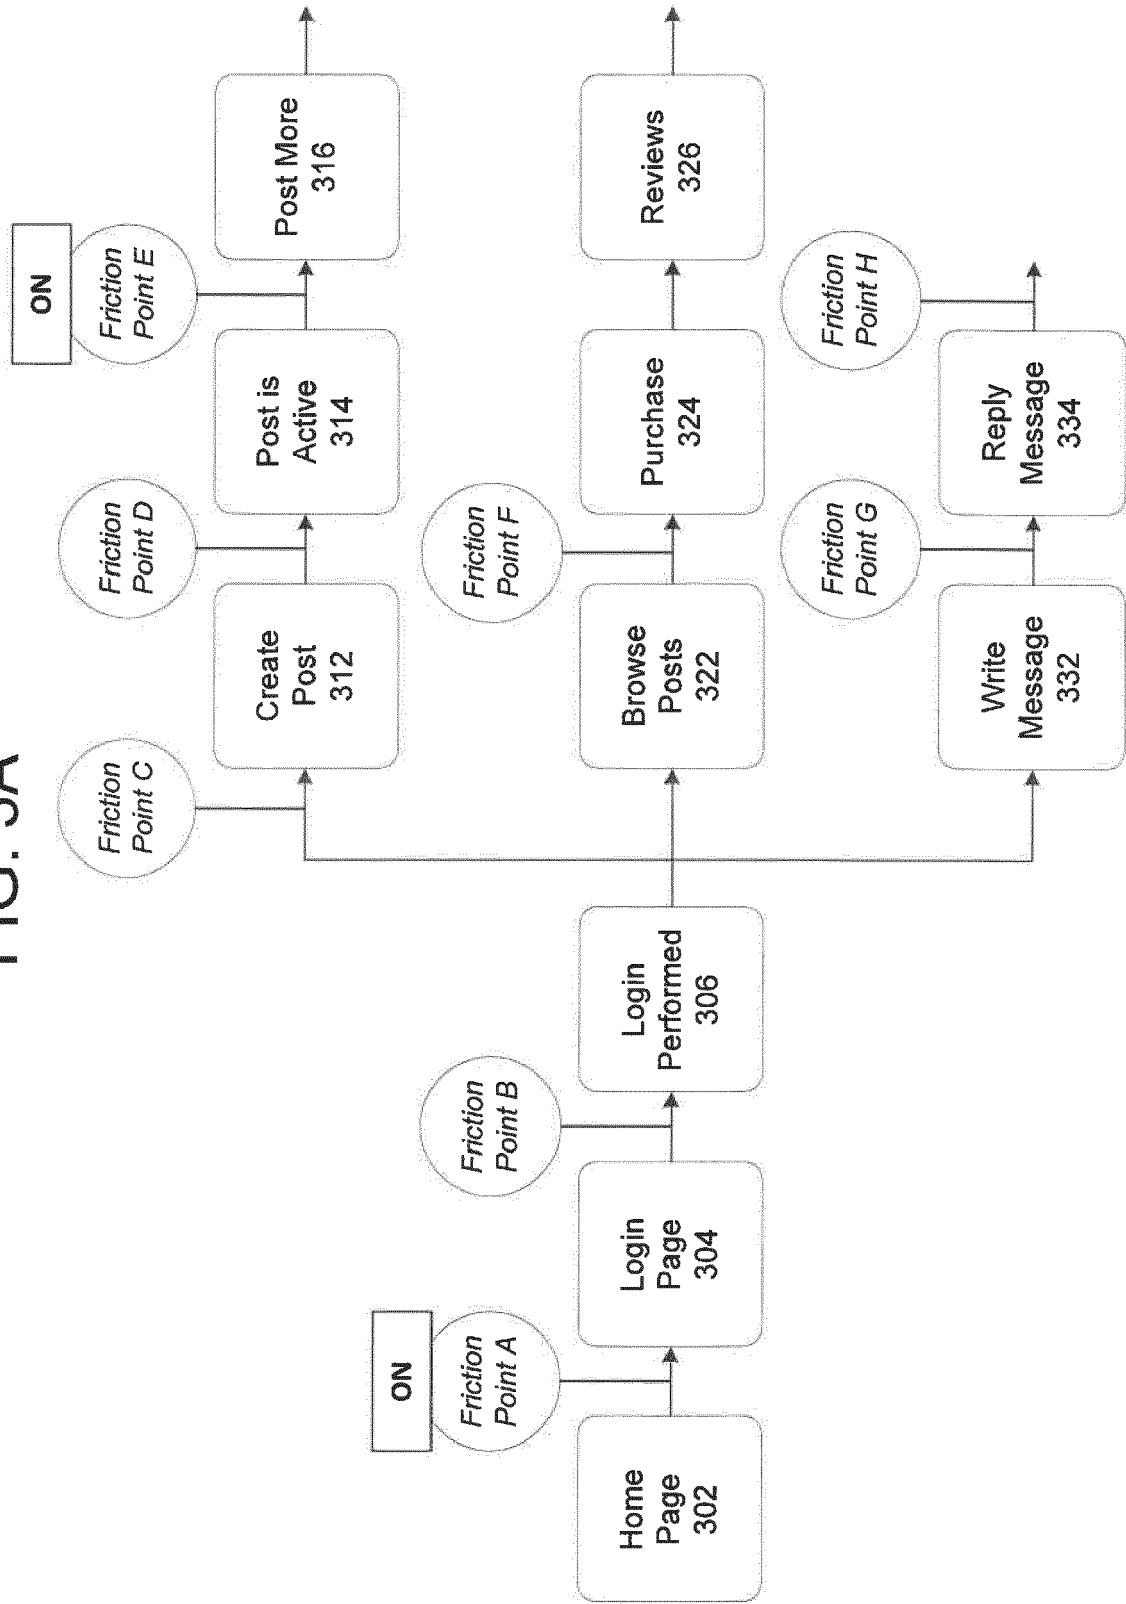 FIG. 3A
ON
Friction
Point C
Friction
Point D
Friction
Point E
Create
Post
312
Post is
Active
314
Post More
316
ON
Friction
Point A
Friction
Point B
Friction
Point F
Home
Page
302
Login
Page
304
Login
Performed
306
Browse
Posts
322
Purchase
324
Reviews
326
Friction
Point G
Friction
Point H
Write
Message
332
Reply
Message
334